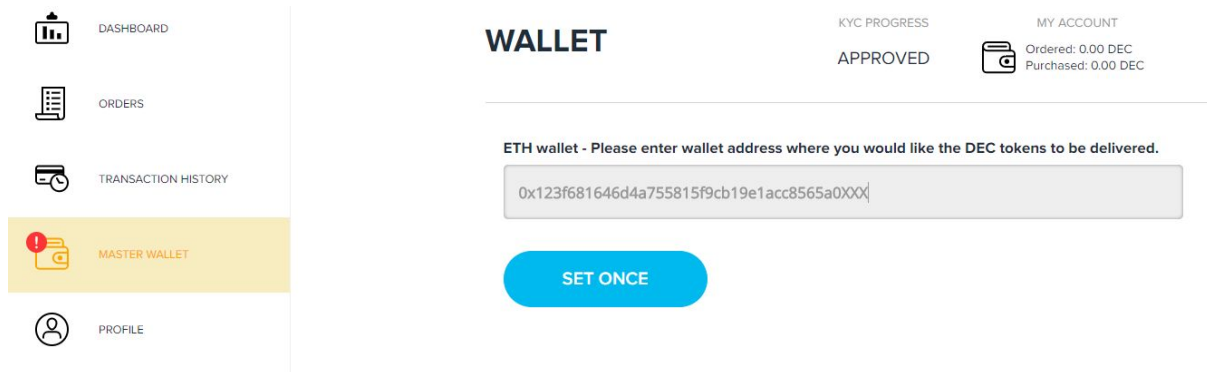 DASHBOARD
ORDERS
TRANSACTION HISTORY
MASTER WALLET
PROFILE
WALLET
KYC PROGRESS
APPROVED
MY ACCOUNT
Ordered: 0.00 DEC
Purchased: 0.00 DEC
ETH wallet - Please enter wallet address where you would like the DEC tokens to be delivered.
0x123f681646d4a755815f9cb19e1acc8565a0XXX
SET ONCE